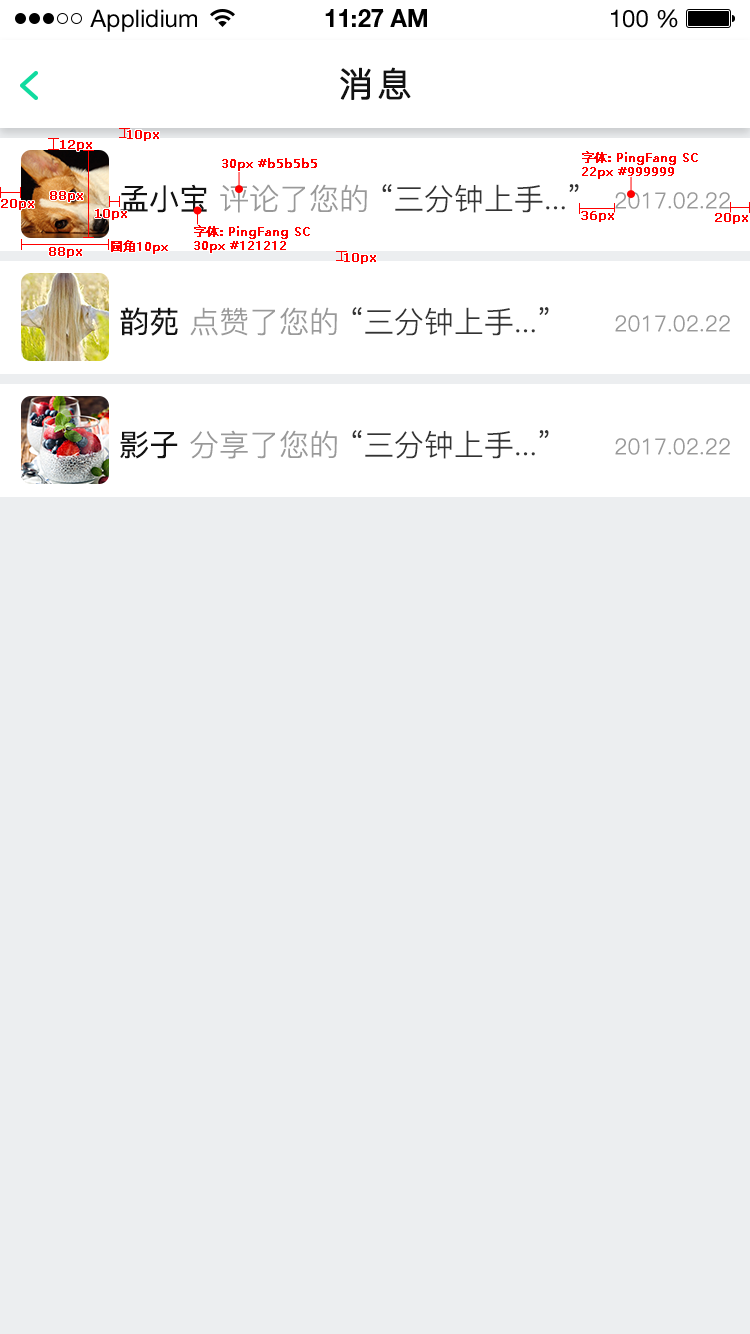 Applidium 11:27 AM 100 %
消息
10px
12px
30px #b5b5b5
字体: PingFang SC
22px #999999
88px
20px
10px
孟小宝 评论了您的 “三分钟上手...” 2017.02.22
36px
20px
字体: PingFang SC
30px #121212
88px
圆角10px
10px
韵苑 点赞了您的 “三分钟上手...” 2017.02.22
影子 分享了您的 “三分钟上手...” 2017.02.22